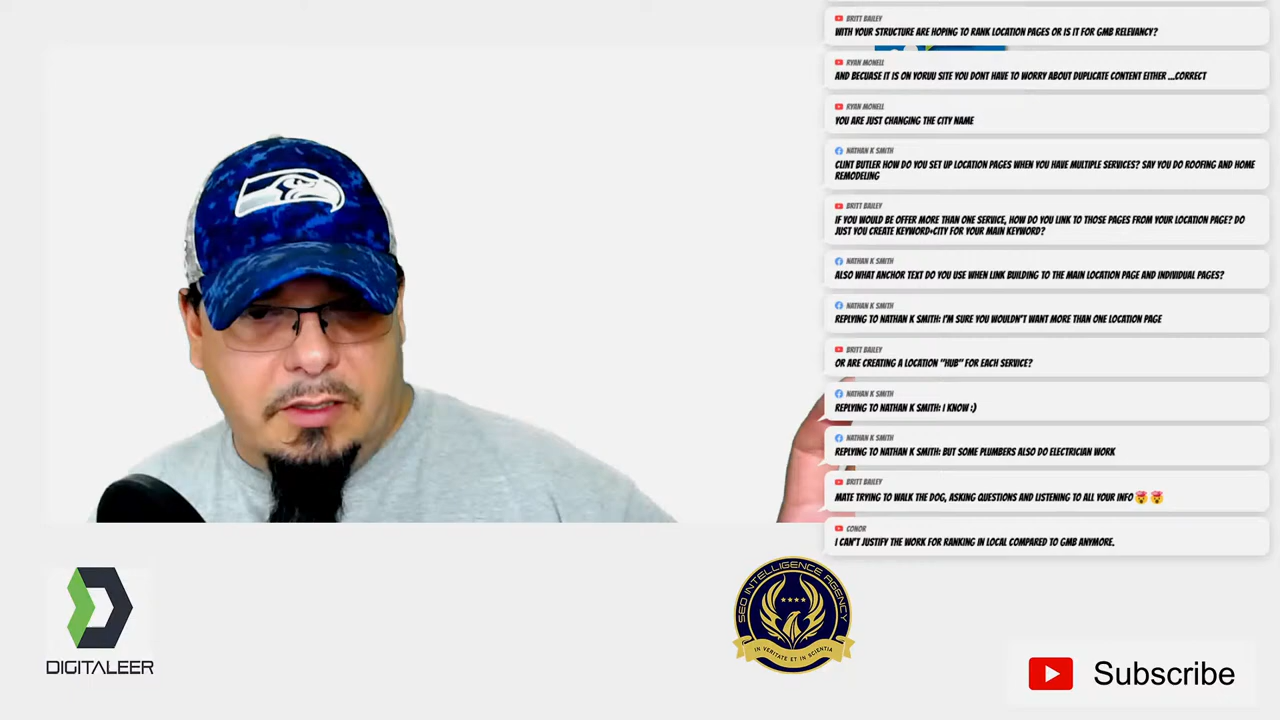 BRITT BAILEY
WITH YOUR STRUCTURE ARE HOPING TO RANK LOCATION PAGES OR IS IT FOR GMB RELEVANCY?
RYAN MONELL
AND BECUASE IT IS ON YORUU SITE YOU DONT HAVE TO WORRY ABOUT DUPLICATE CONTENT EITHER ...CORRECT
RYAN MONELL
YOU ARE JUST CHANGING THE CITY NAME
NATHAN K SMITH
CLINT BUTLER HOW DO YOU SET UP LOCATION PAGES WHEN YOU HAVE MULTIPLE SERVICES? SAY YOU DO ROOFING AND HOME
REMODELING
BRITT BAILEY
IF YOU WOULD BE OFFER MORE THAN ONE SERVICE, HOW DO YOU LINK TO THOSE PAGES FROM YOUR LOCATION PAGE? DO
JUST YOU CREATE KEYWORD+CITY FOR YOUR MAIN KEYWORD?
NATHAN K SMITH
ALSO WHAT ANCHOR TEXT DO YOU USE WHEN LINK BUILDING TO THE MAIN LOCATION PAGE AND INDIVIDUAL PAGES?
NATHAN K SMITH
REPLYING TO NATHAN K SMITH: I'M SURE YOU WOULDN'T WANT MORE THAN ONE LOCATION PAGE
BRITT BAILEY
OR ARE CREATING A LOCATION "HUB" FOR EACH SERVICE?
NATHAN K SMITH
REPLYING TO NATHAN K SMITH: I KNOW ;)
NATHAN K SMITH
REPLYING TO NATHAN K SMITH: BUT SOME PLUMBERS ALSO DO ELECTRICIAN WORK
BRITT BAILEY
MATE TRYING TO WALK THE DOG, ASKING QUESTIONS AND LISTENING TO ALL YOUR INFO 🤯 🤯
CONOR
I CAN'T JUSTIFY THE WORK FOR RANKING IN LOCAL COMPARED TO GMB ANYMORE.
DIGITALEER
SEO INTELLIGENCE AGENCY
IN VERITATE ET IN SCIENTIA
Subscribe